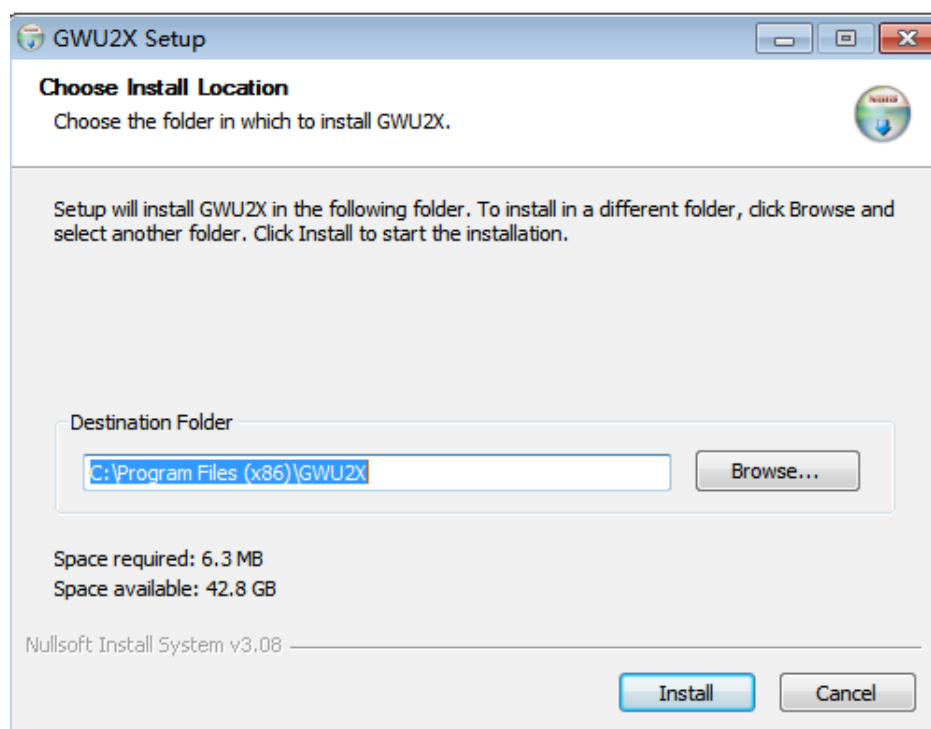 GWU2X Setup
Choose Install Location
Choose the folder in which to install GWU2X.
Setup will install GWU2X in the following folder. To install in a different folder, click Browse and
select another folder. Click Install to start the installation.
Destination Folder
C:\Program Files (x86)\GWU2X
Browse...
Space required: 6.3 MB
Space available: 42.8 GB
Nullsoft Install System v3.08
Install
Cancel